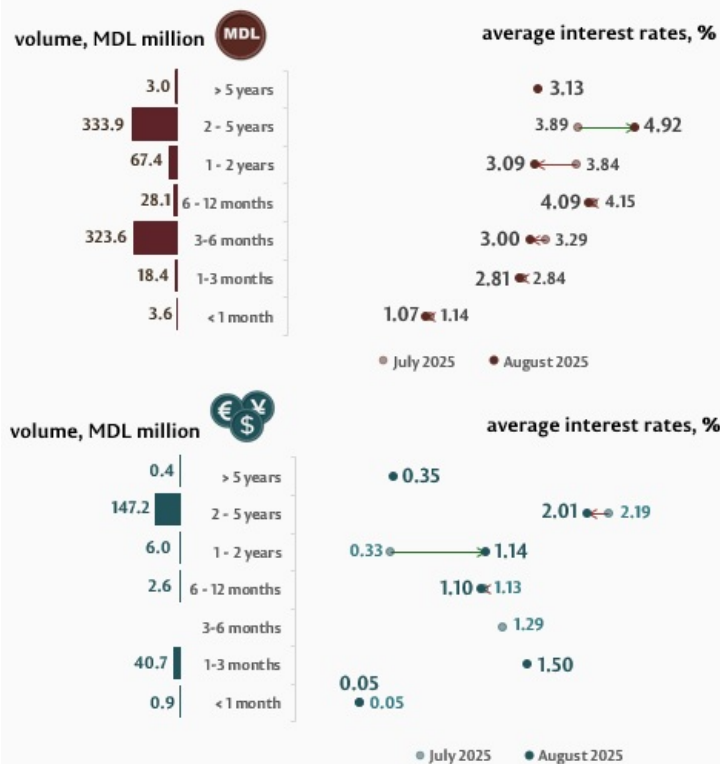 volume, MDL million
MDL
average interest rates, %
3.0 > 5 years 3.13
333.9 2 - 5 years 3.89 4.92
67.4 1 - 2 years 3.09 3.84
28.1 6 - 12 months 4.09 4.15
323.6 3-6 months 3.00 3.29
18.4 1-3 months 2.81 2.84
3.6 < 1 month 1.07 1.14
July 2025 August 2025
€ ¥ $
volume, MDL million
average interest rates, %
0.4 > 5 years 0.35
147.2 2 - 5 years 2.01 2.19
6.0 1 - 2 years 0.33 1.14
2.6 6 - 12 months 1.10 1.13
3-6 months 1.29
40.7 1-3 months 1.50
0.05
0.9 < 1 month 0.05
July 2025 August 2025